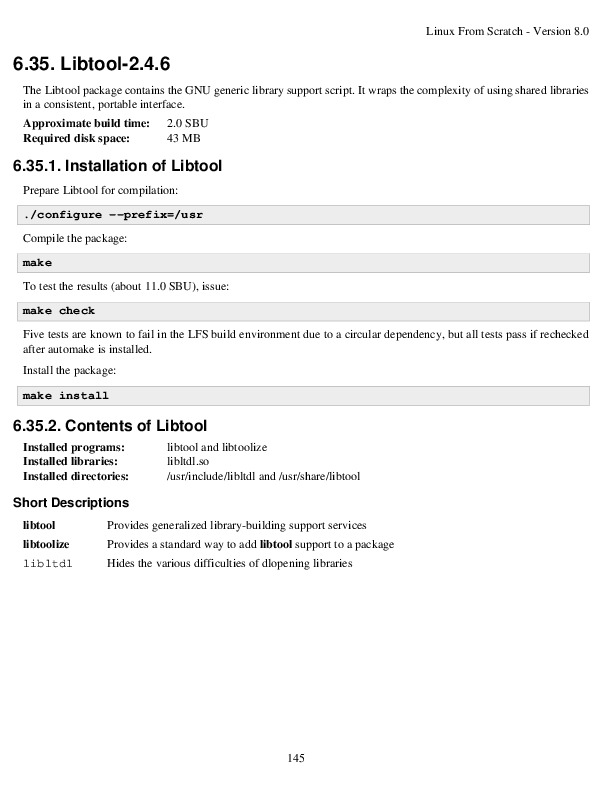 Linux From Scratch - Version 8.0
6.35. Libtool-2.4.6
The Libtool package contains the GNU generic library support script. It wraps the complexity of using shared libraries
in a consistent, portable interface.
Approximate build time: 2.0 SBU
Required disk space: 43 MB
6.35.1. Installation of Libtool
Prepare Libtool for compilation:
./configure --prefix=/usr
Compile the package:
make
To test the results (about 11.0 SBU), issue:
make check
Five tests are known to fail in the LFS build environment due to a circular dependency, but all tests pass if rechecked
after automake is installed.
Install the package:
make install
6.35.2. Contents of Libtool
Installed programs: libtool and libtoolize
Installed libraries: libltdl.so
Installed directories: /usr/include/libltdl and /usr/share/libtool
Short Descriptions
libtool Provides generalized library-building support services
libtoolize Provides a standard way to add libtool support to a package
libltdl Hides the various difficulties of dlopening libraries
145